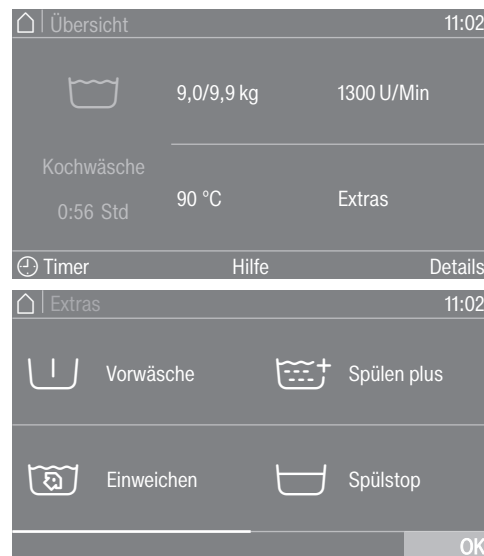 Übersicht 11:02
9,0/9,9 kg 1300 U/Min
Kochwäsche
0:56 Std
90 °C Extras
Timer Hilfe Details
Extras 11:02
Vorwäsche Spülen plus
Einweichen Spülstop
OK